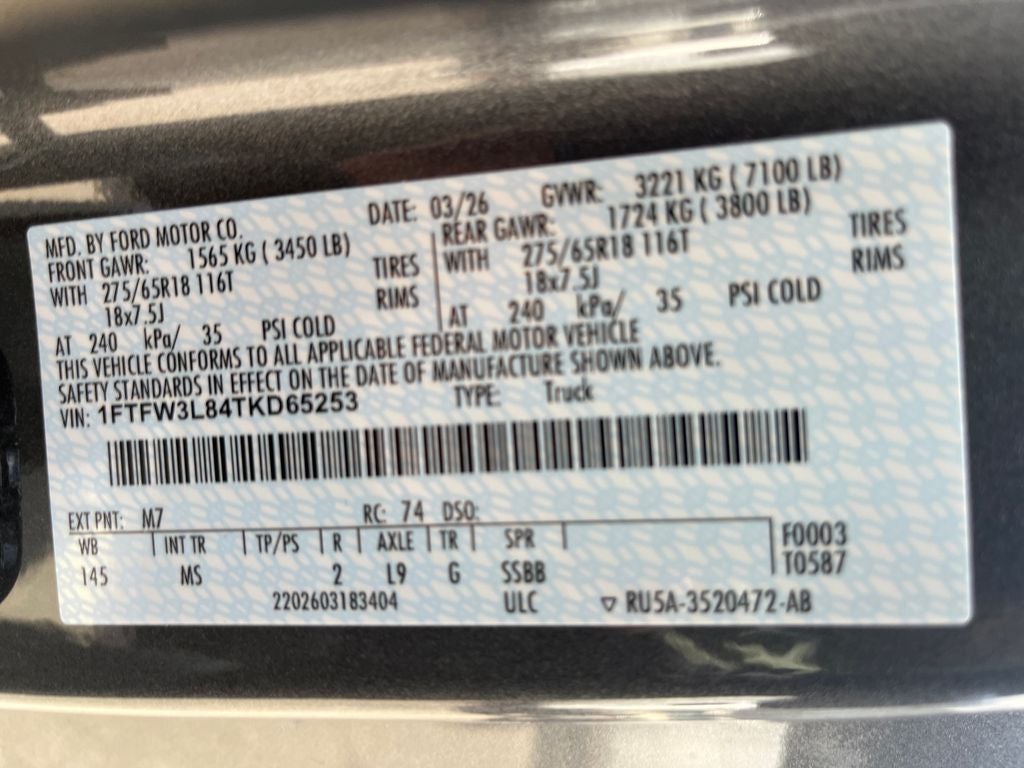 MFD. BY FORD MOTOR CO. DATE: 03/26 GVWR: 3221 KG ( 7100 LB)
FRONT GAWR: 1565 KG ( 3450 LB) REAR GAWR: 1724 KG ( 3800 LB)
WITH 275/65R18 116T TIRES WITH 275/65R18 116T TIRES
18x7.5J RIMS 18x7.5J RIMS
AT 240 kPa/ 35 PSI COLD AT 240 kPa/ 35 PSI COLD
THIS VEHICLE CONFORMS TO ALL APPLICABLE FEDERAL MOTOR VEHICLE
SAFETY STANDARDS IN EFFECT ON THE DATE OF MANUFACTURE SHOWN ABOVE.
VIN: 1FTFW3L84TKD65253 TYPE: Truck
EXT PNT: M7 RC: 74 DSO:
WB INT TR TP/PS R AXLE TR SPR F0003
145 MS 2 L9 G SSBB T0587
2202603183404 ULC ▽ RU5A-3520472-AB